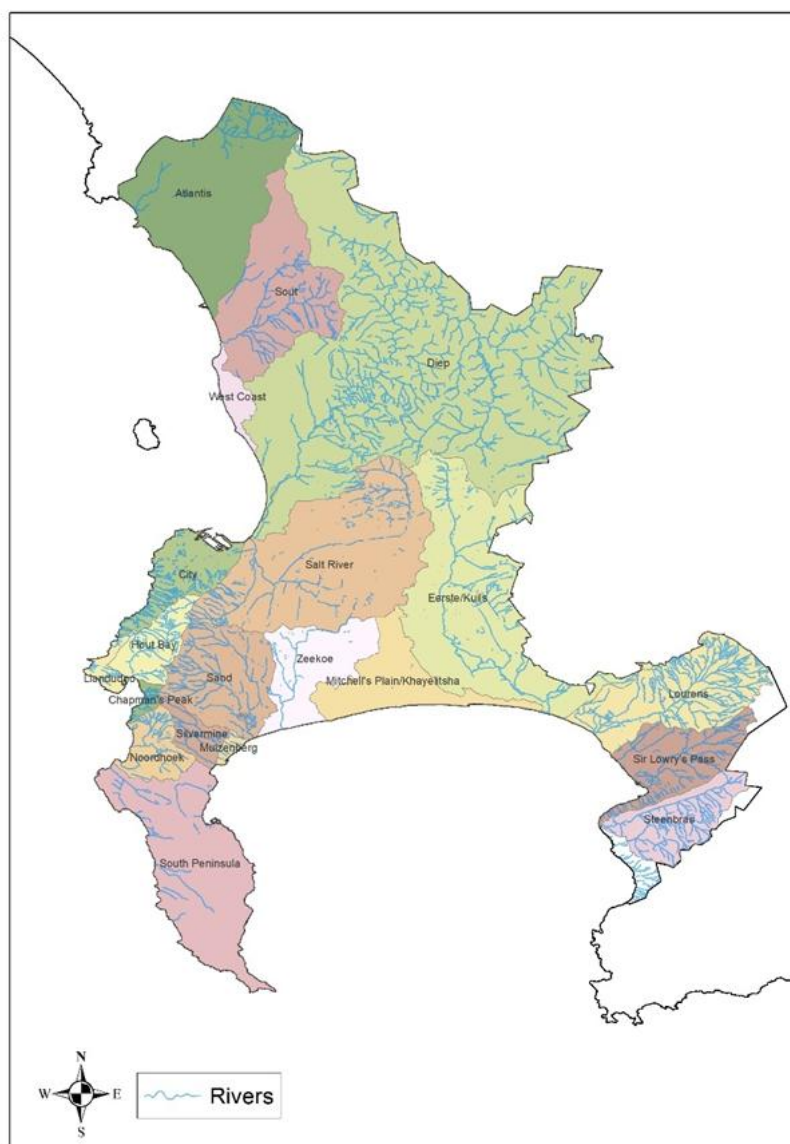 Atlantis
Sout
Diep
West Coast
Salt River
City
Eerste/Kuils
Hout Bay
Zeekoe
Llandudno
Sand
Mitchell's Plain/Khayelitsha
Lourens
Chapman's Peak
Silvermine
Muizenberg
Noordhoek
Sir Lowry's Pass
Steenbras
South Peninsula
N
W
E
S
Rivers